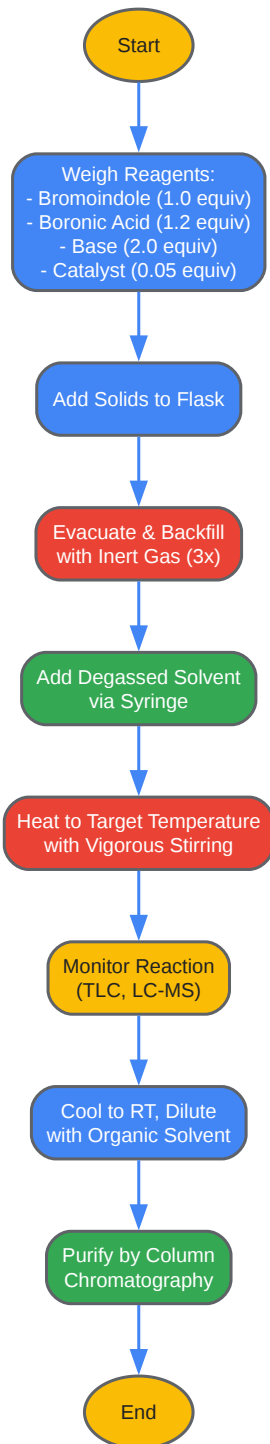 Start
Weigh Reagents:
- Bromoindole (1.0 equiv)
- Boronic Acid (1.2 equiv)
- Base (2.0 equiv)
- Catalyst (0.05 equiv)
Add Solids to Flask
Evacuate & Backfill
with Inert Gas (3x)
Add Degassed Solvent
via Syringe
Heat to Target Temperature
with Vigorous Stirring
Monitor Reaction
(TLC, LC-MS)
Cool to RT, Dilute
with Organic Solvent
Purify by Column
Chromatography
End